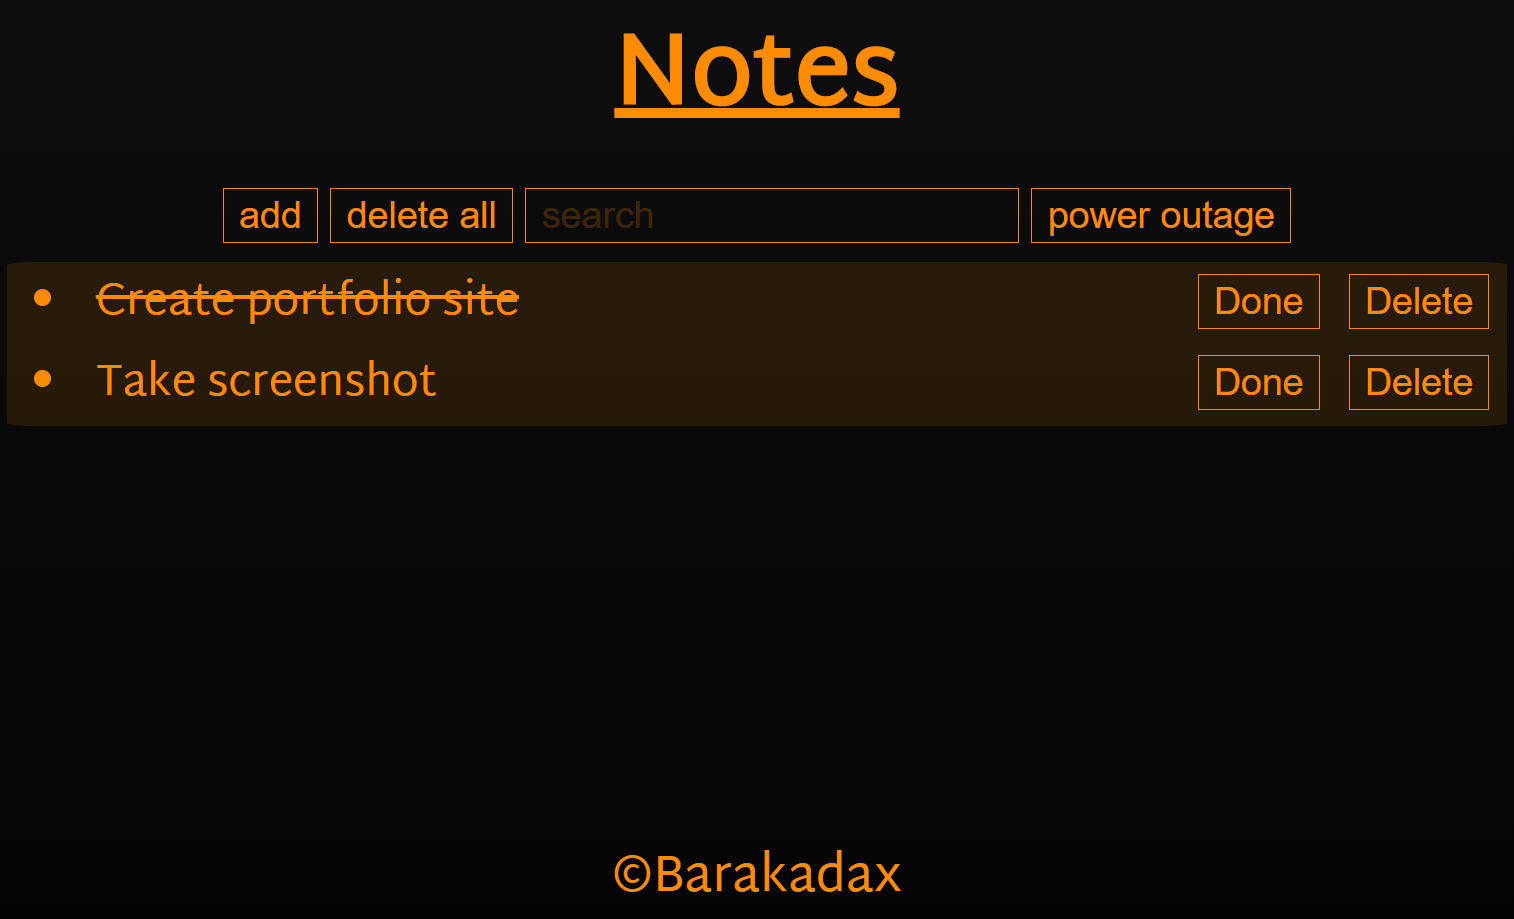 Notes
add delete all search power outage
Create portfolio site Done Delete
Take screenshot Done Delete
©Barakadax